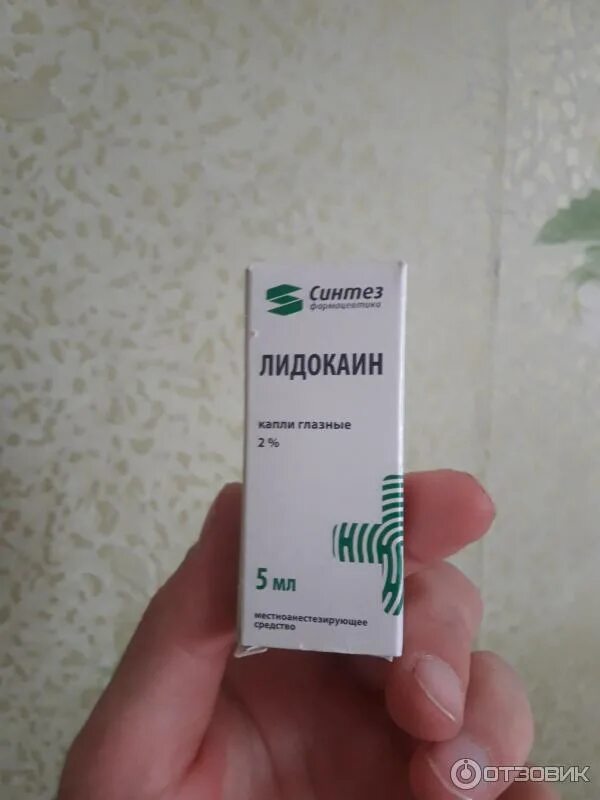 Синтез
фармацевтика
ЛИДОКАИН
капли глазные
2 %
5 мл
местноанестезирующее
средство
ОТЗОВИК